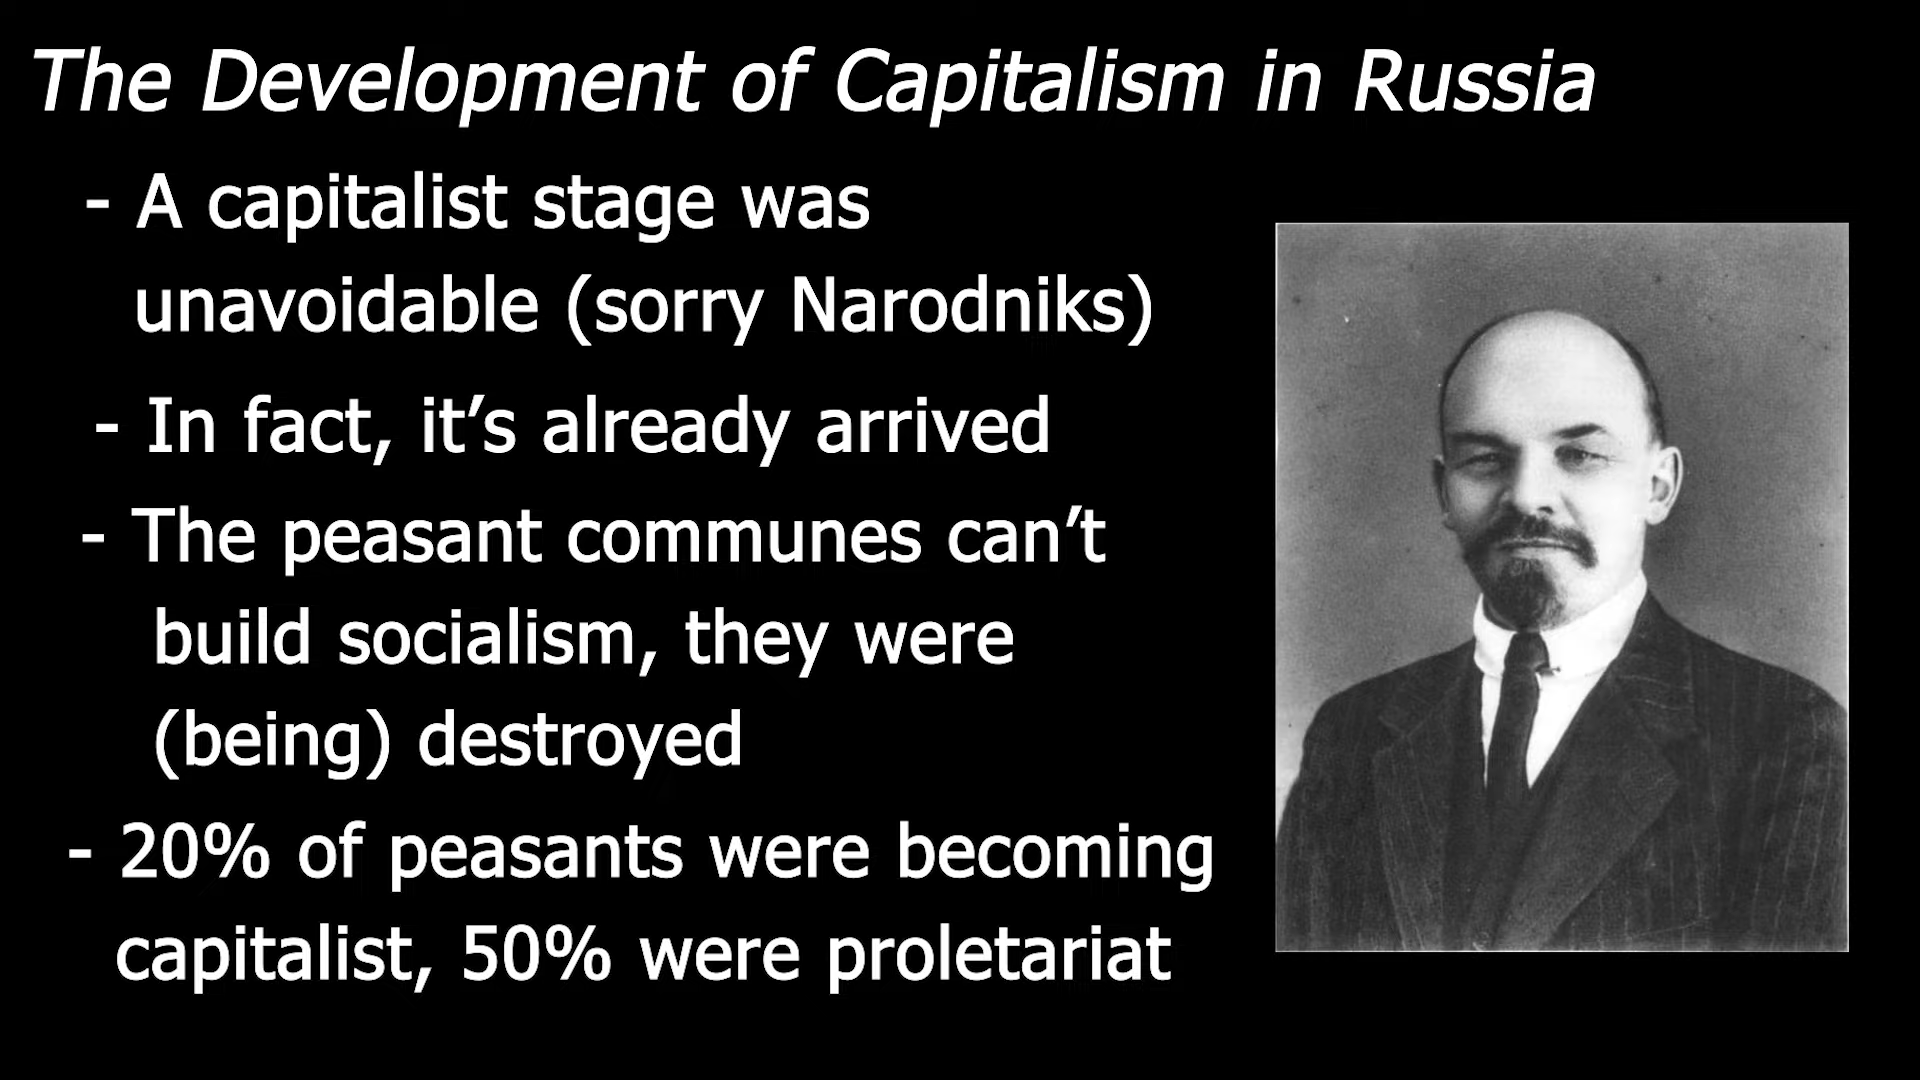 The Development of Capitalism in Russia
- A capitalist stage was
unavoidable (sorry Narodniks)
- In fact, it’s already arrived
- The peasant communes can’t
build socialism, they were
(being) destroyed
- 20% of peasants were becoming
capitalist, 50% were proletariat